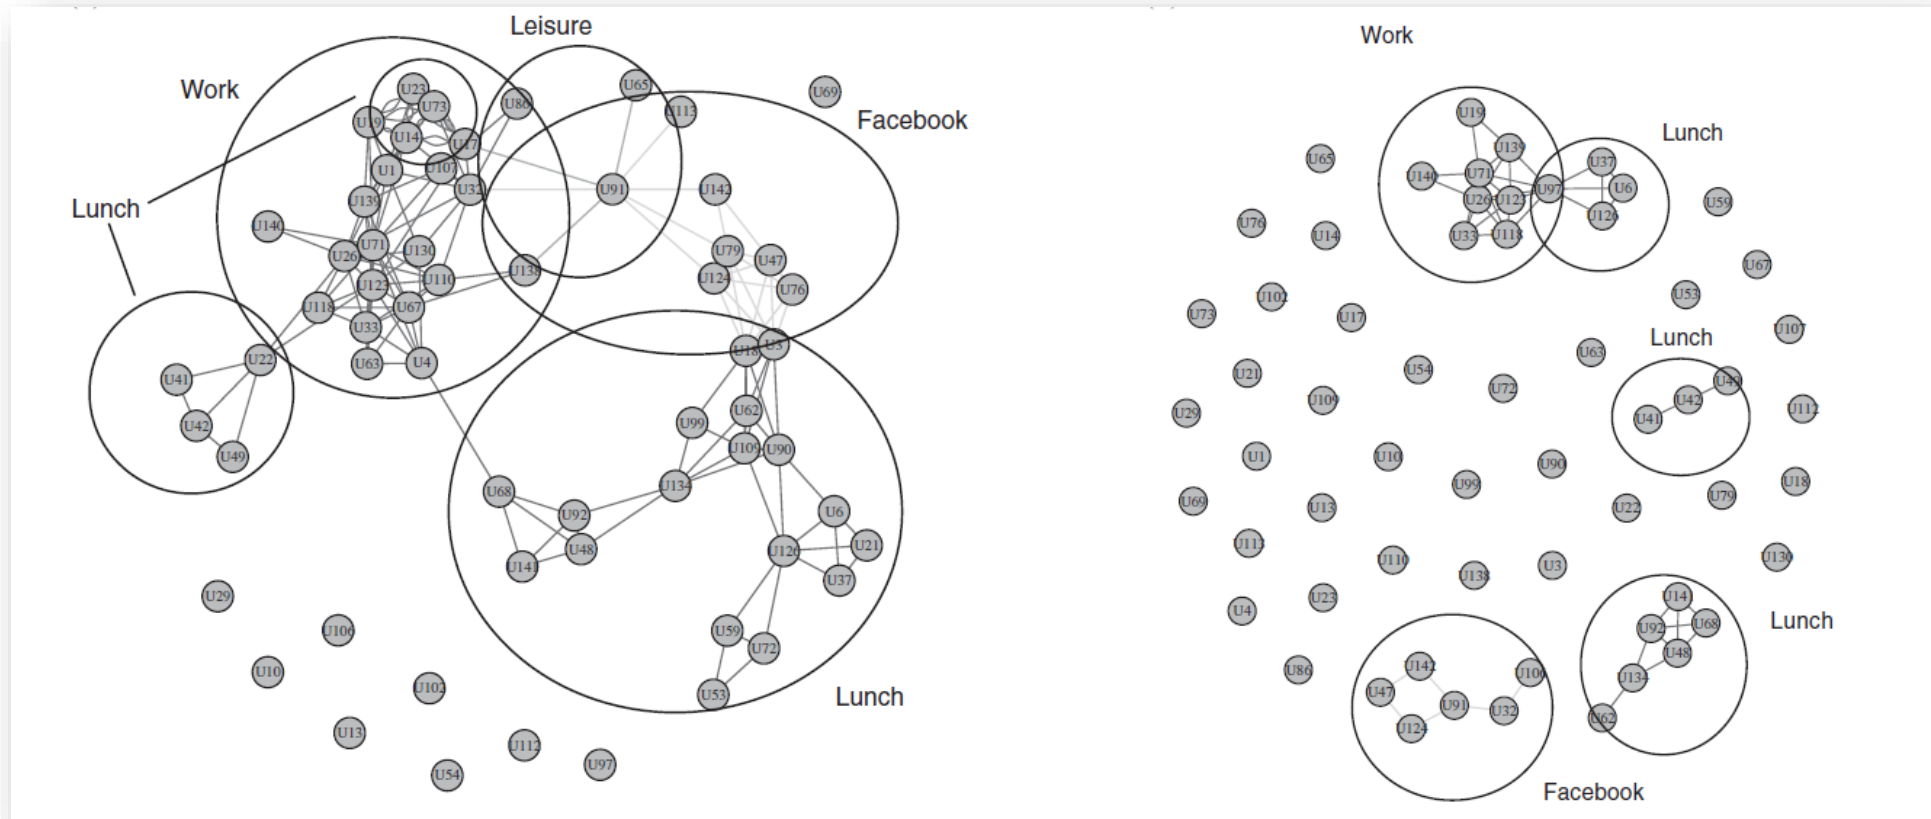 Leisure
Work
Facebook
Lunch
Lunch
U23
U73
U19
U14
U17
U86
U65
U113
U69
U1
U107
U32
U91
U142
U139
U140
U71
U26
U130
U79
U47
U124
U76
U123
U110
U138
U118
U67
U33
U63
U4
U22
U41
U42
U49
U18
U3
U99
U62
U109
U90
U134
U68
U92
U48
U141
U6
U126
U21
U37
U59
U72
U53
U29
U106
U10
U102
U13
U54
U112
U97
Work
Lunch
Lunch
Lunch
Facebook
U19
U139
U140
U71
U26
U123
U97
U33
U118
U37
U6
U126
U65
U76
U14
U59
U67
U53
U107
U102
U73
U17
U63
U21
U54
U72
U109
U29
U49
U42
U41
U112
U1
U10
U90
U99
U69
U13
U22
U79
U18
U113
U110
U138
U3
U130
U4
U23
U86
U14
U92
U68
U48
U134
U62
U142
U106
U47
U91
U32
U124